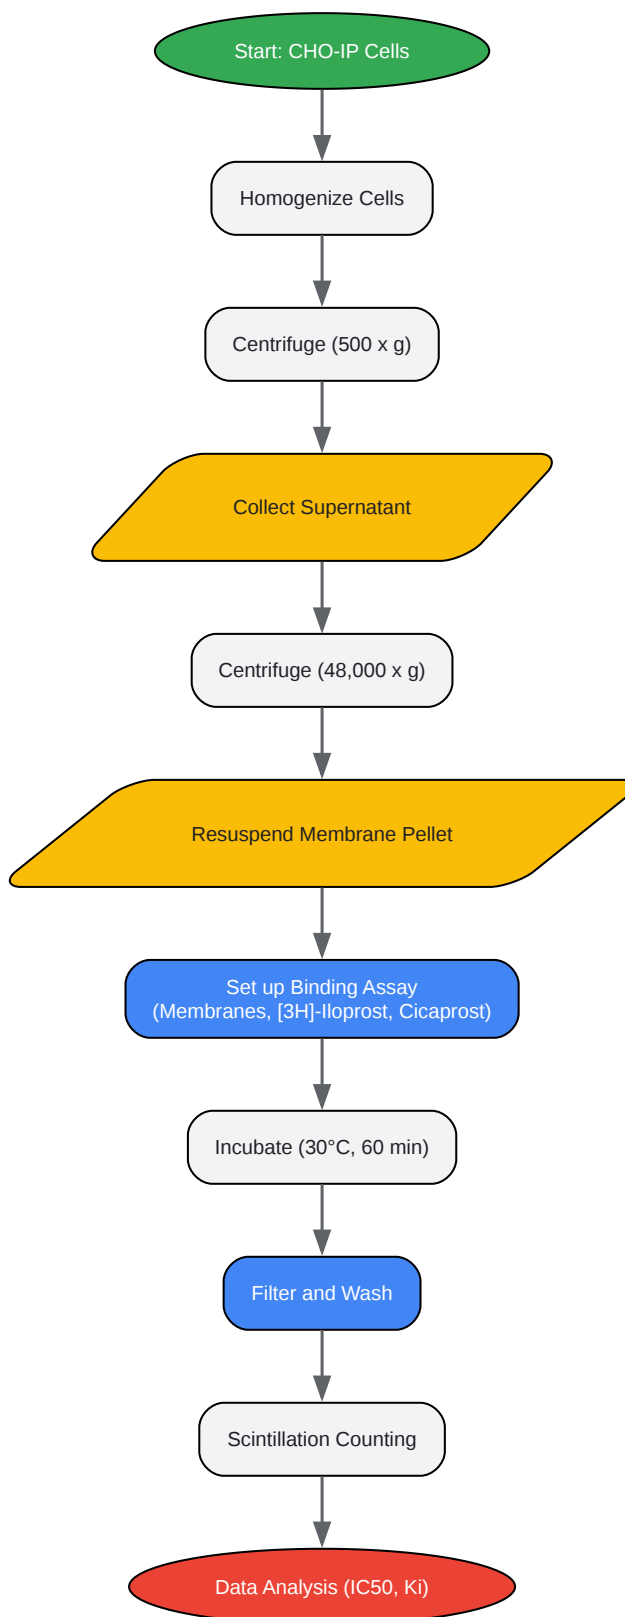 Start: CHO-IP Cells
Homogenize Cells
Centrifuge (500 x g)
Collect Supernatant
Centrifuge (48,000 x g)
Resuspend Membrane Pellet
Set up Binding Assay
(Membranes, [3H]-Iloprost, Cicaprost)
Incubate (30°C, 60 min)
Filter and Wash
Scintillation Counting
Data Analysis (IC50, Ki)